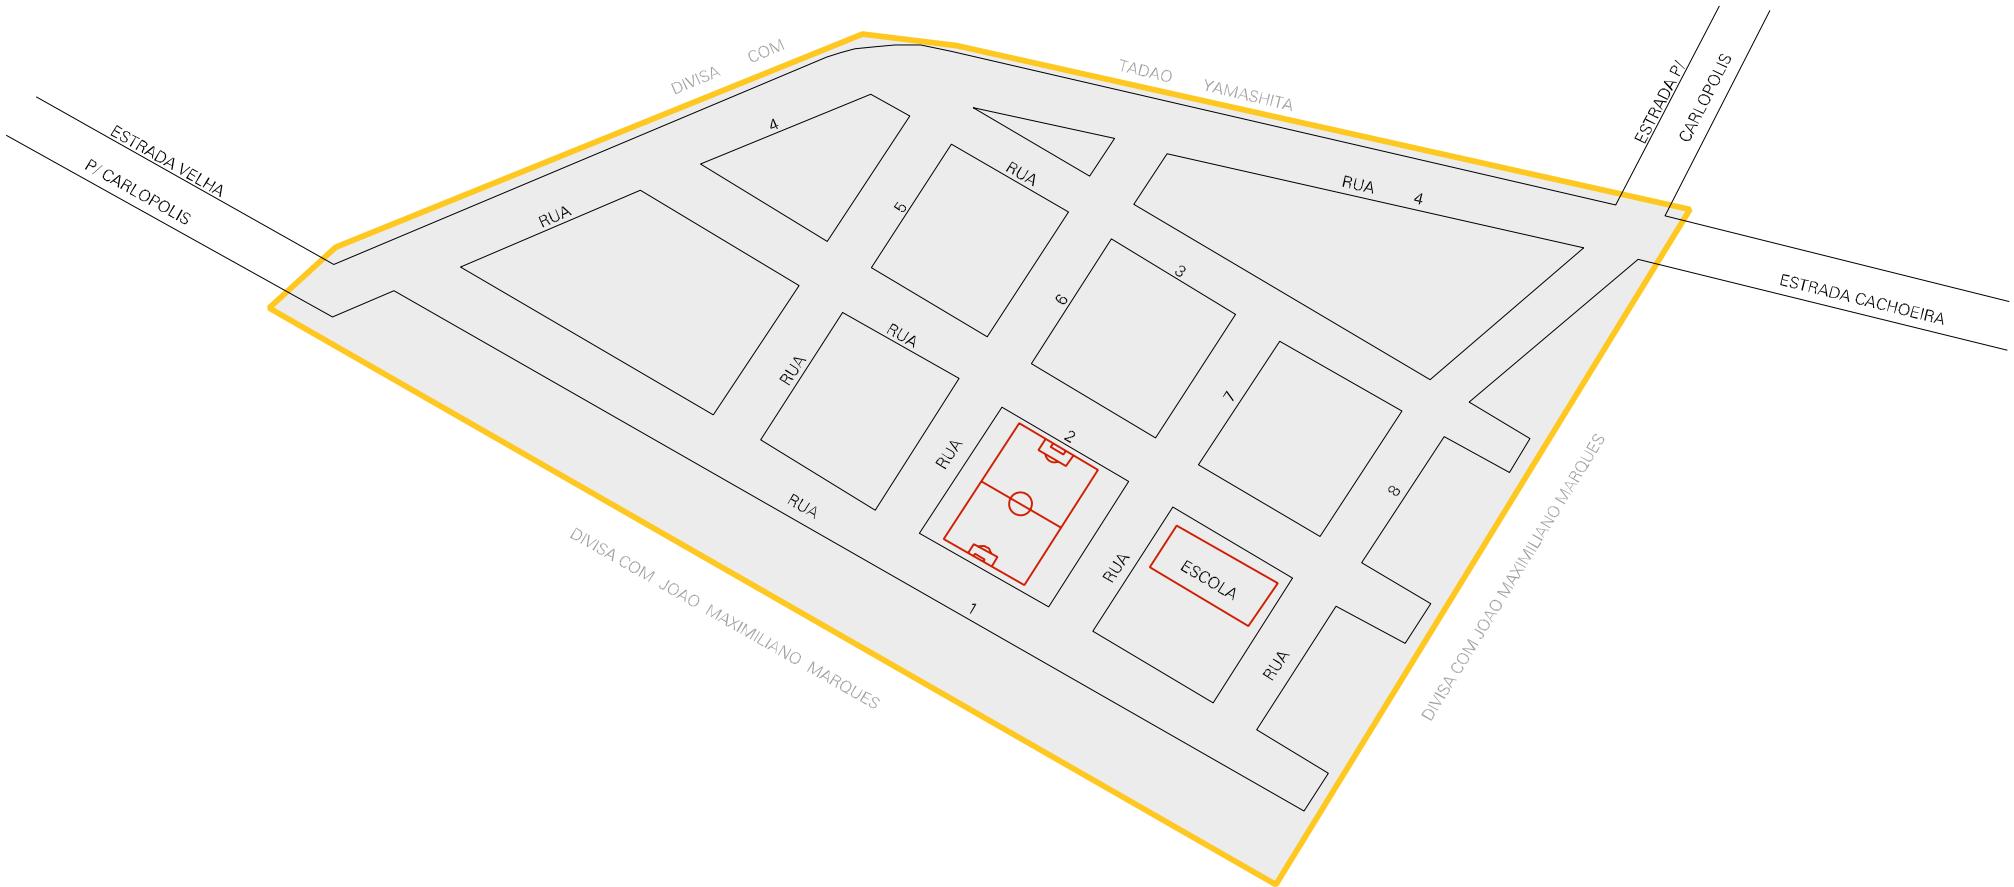 DIVISA COM
TADAO YAMASHITA
ESTRADA P/
CARLOPOLIS
ESTRADA VELHA
P/ CARLOPOLIS
RUA 4
RUA 4
RUA 3
RUA 5
RUA 6
ESTRADA CACHOEIRA
RUA 2
RUA 7
RUA 8
RUA 1
ESCOLA
DIVISA COM JOAO MAXIMILIANO MARQUES
DIVISA COM JOAO MAXIMILIANO MARQUES